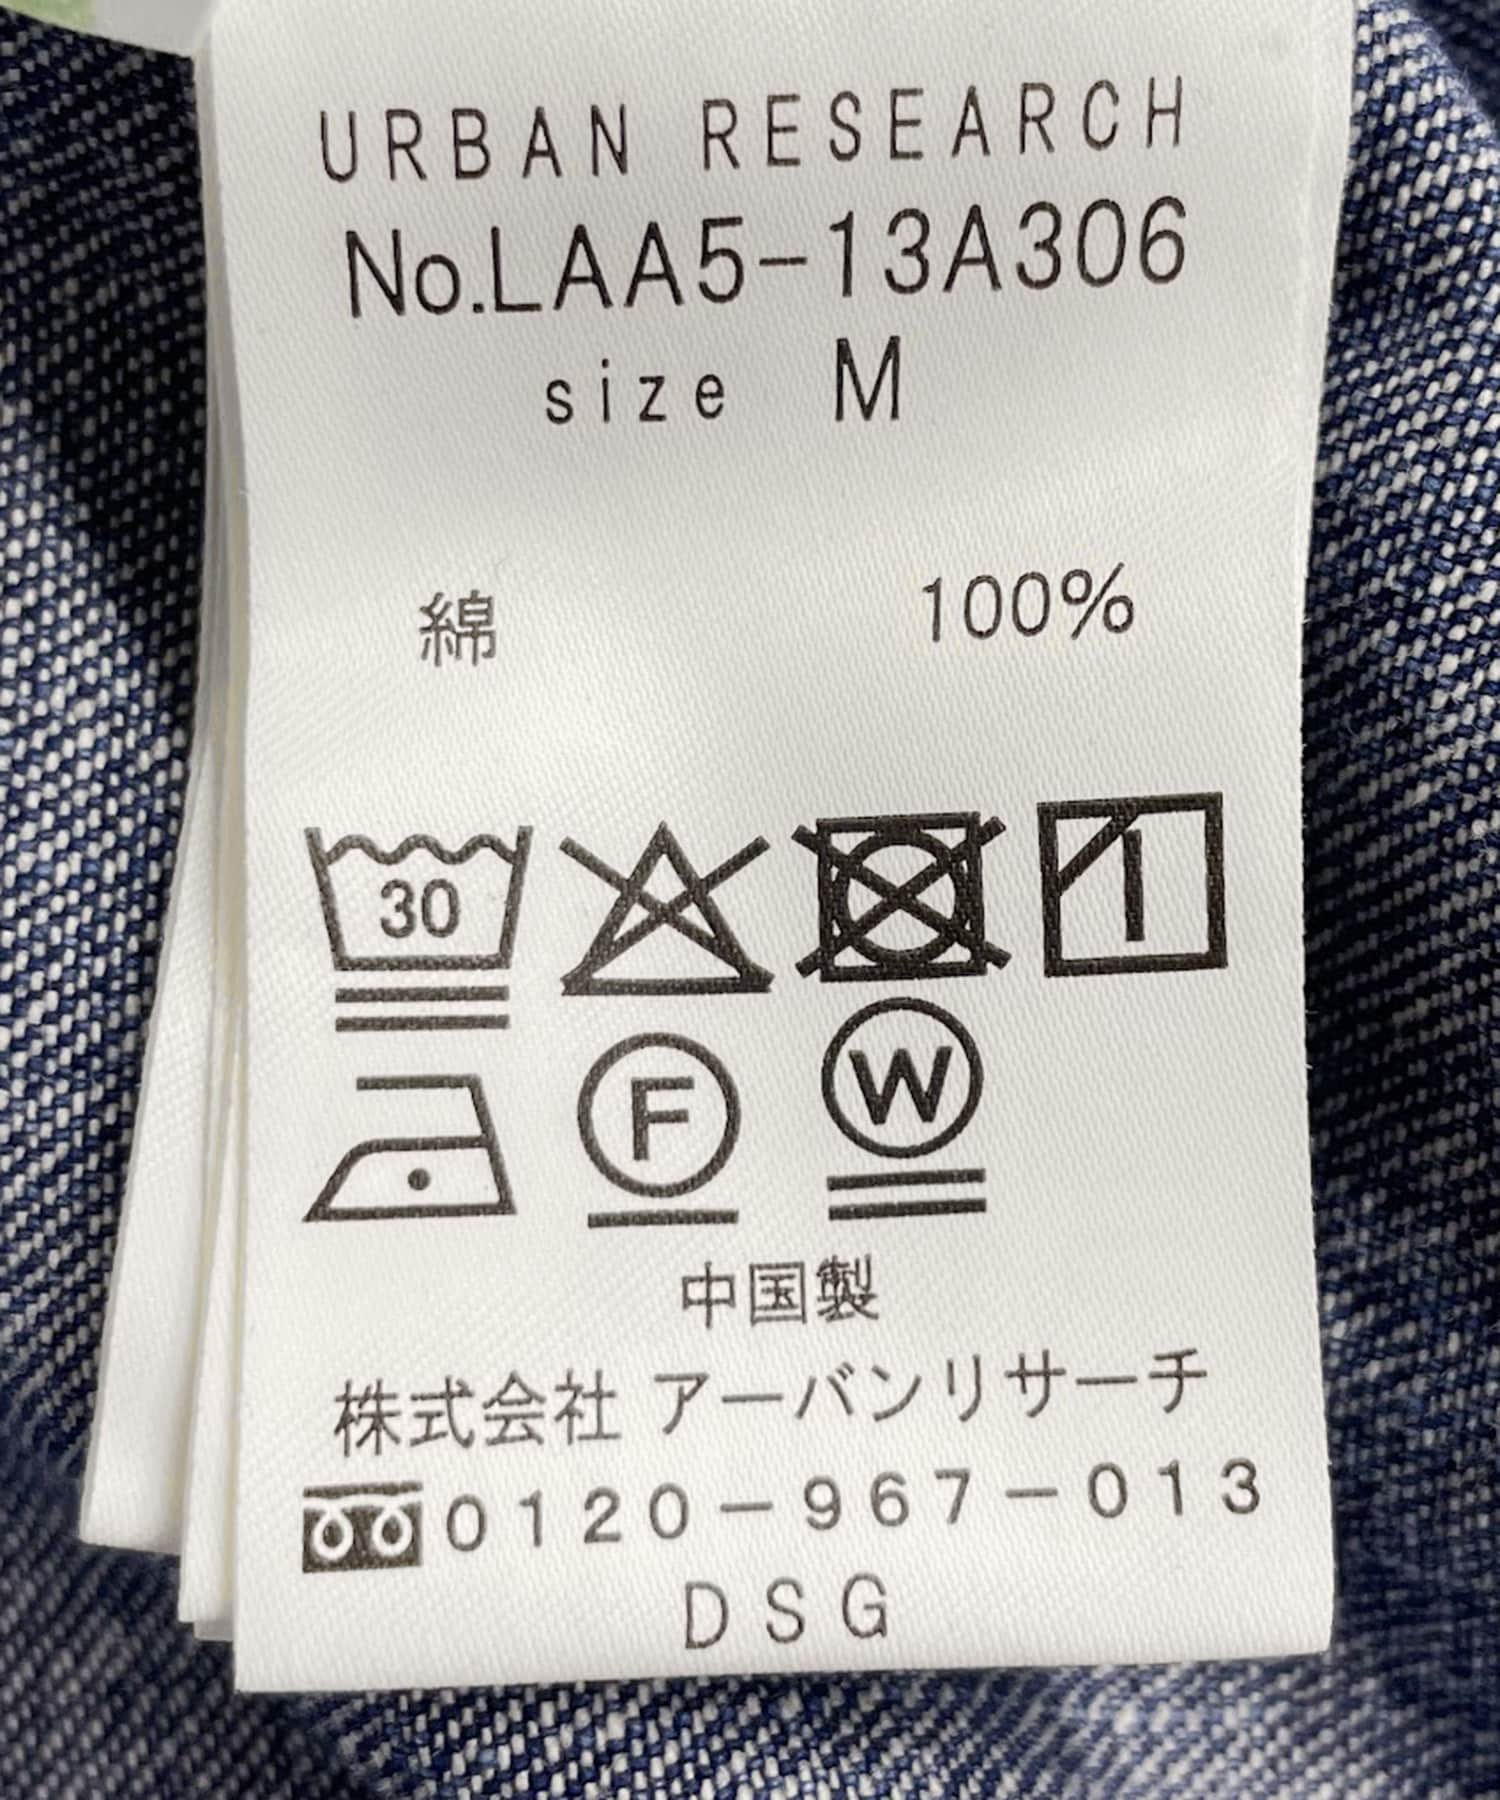 URBAN RESEARCH
No.LAA5-13A306
size M
綿 100%
30
F W
中国製
株式会社 アーバンリサーチ
0120-967-013
DSG